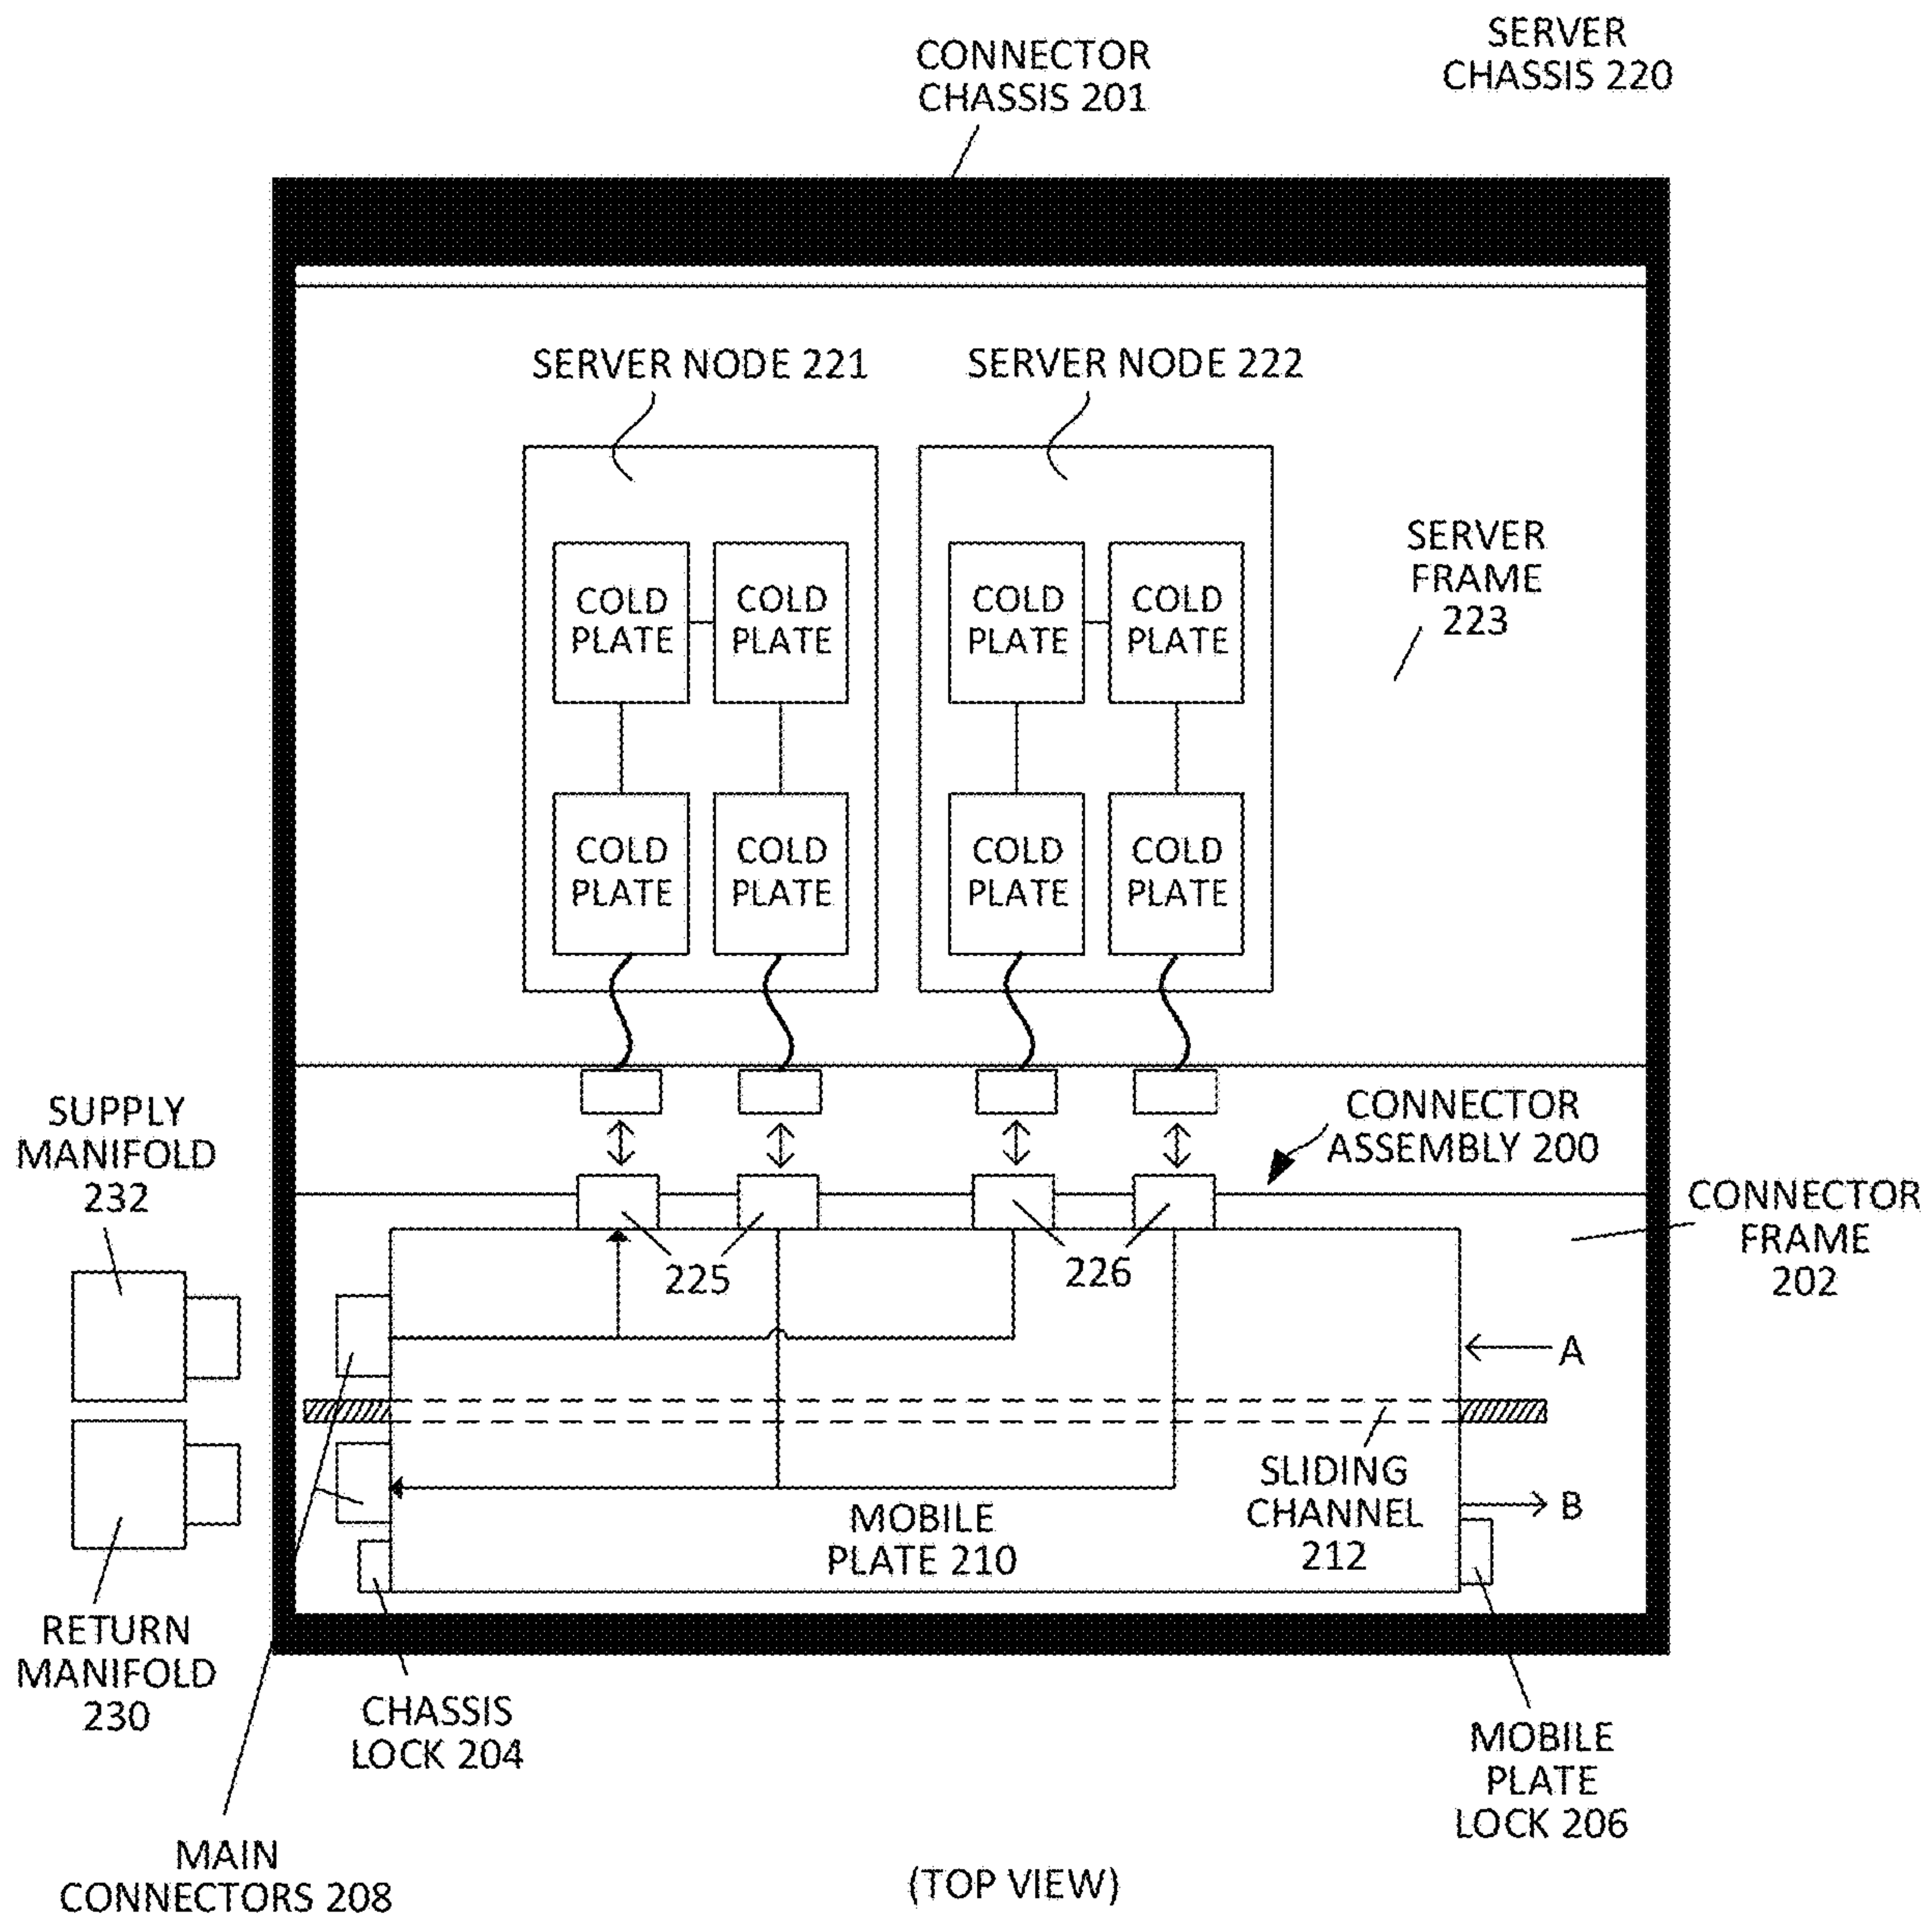 SERVER
CHASSIS 220
CONNECTOR
CHASSIS 201
SERVER NODE 221
SERVER NODE 222
SERVER
FRAME
223
COLD
PLATE
COLD
PLATE
COLD
PLATE
COLD
PLATE
COLD
PLATE
COLD
PLATE
COLD
PLATE
COLD
PLATE
SUPPLY
MANIFOLD
232
CONNECTOR
ASSEMBLY 200
CONNECTOR
FRAME
202
225
226
A
SLIDING
CHANNEL
212
B
MOBILE
PLATE 210
RETURN
MANIFOLD
230
CHASSIS
LOCK 204
MOBILE
PLATE
LOCK 206
MAIN
CONNECTORS 208
(TOP VIEW)